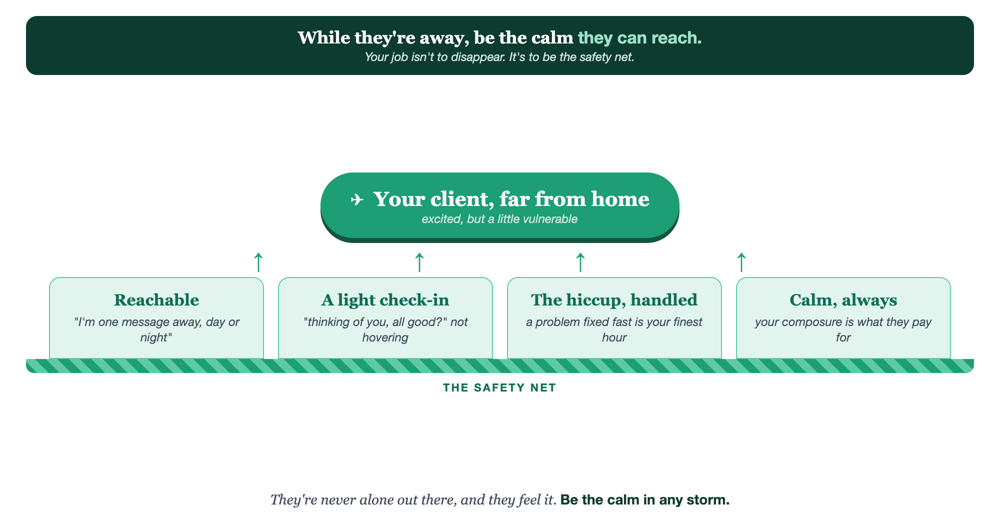 While they're away, be the calm they can reach.
Your job isn't to disappear. It's to be the safety net.
✈ Your client, far from home
excited, but a little vulnerable
↑ ↑ ↑ ↑
Reachable
"I'm one message away, day or
night"
A light check-in
"thinking of you, all good?" not
hovering
The hiccup, handled
a problem fixed fast is your finest
hour
Calm, always
your composure is what they pay
for
THE SAFETY NET
They're never alone out there, and they feel it. Be the calm in any storm.